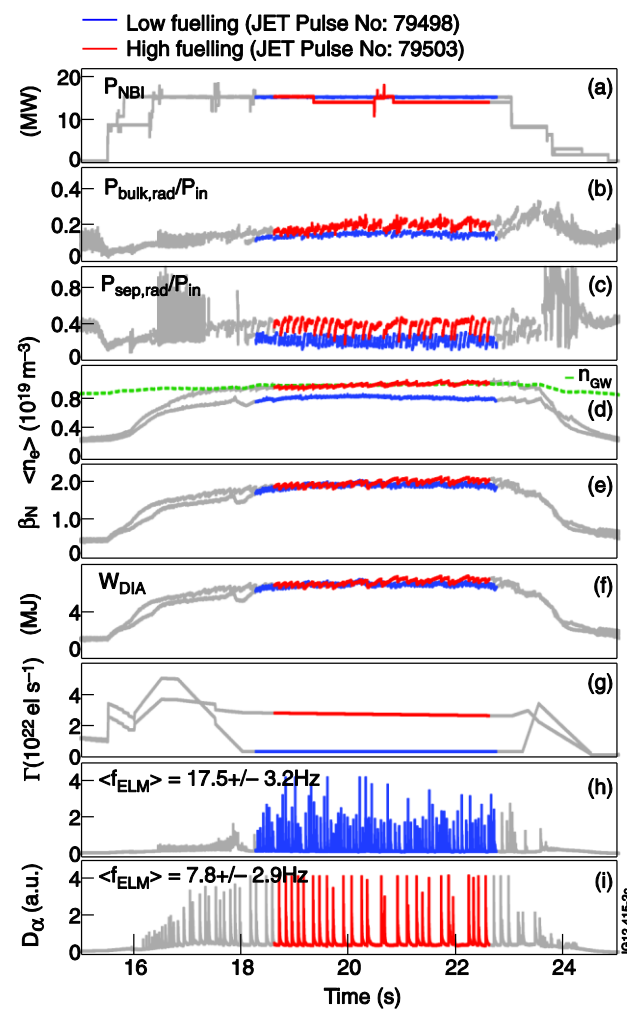 Low fuelling (JET Pulse No: 79498)
High fuelling (JET Pulse No: 79503)
20
10
0
(MW)
P_NBI
(a)
0.4
0.2
0
P_bulk,rad/P_in
(b)
0.8
0.4
0
P_sep,rad/P_in
(c)
0.8
0.4
0
<n_e> (10^19 m^−3)
n_GW
(d)
2.0
1.0
0
β_N
(e)
4
0
(MJ)
W_DIA
(f)
4
2
0
Γ(10^22 el s^−1)
(g)
4
2
0
<f_ELM> = 17.5+/− 3.2Hz
(h)
4
2
0
D_α (a.u.)
<f_ELM> = 7.8+/− 2.9Hz
(i)
16 18 20 22 24
Time (s)